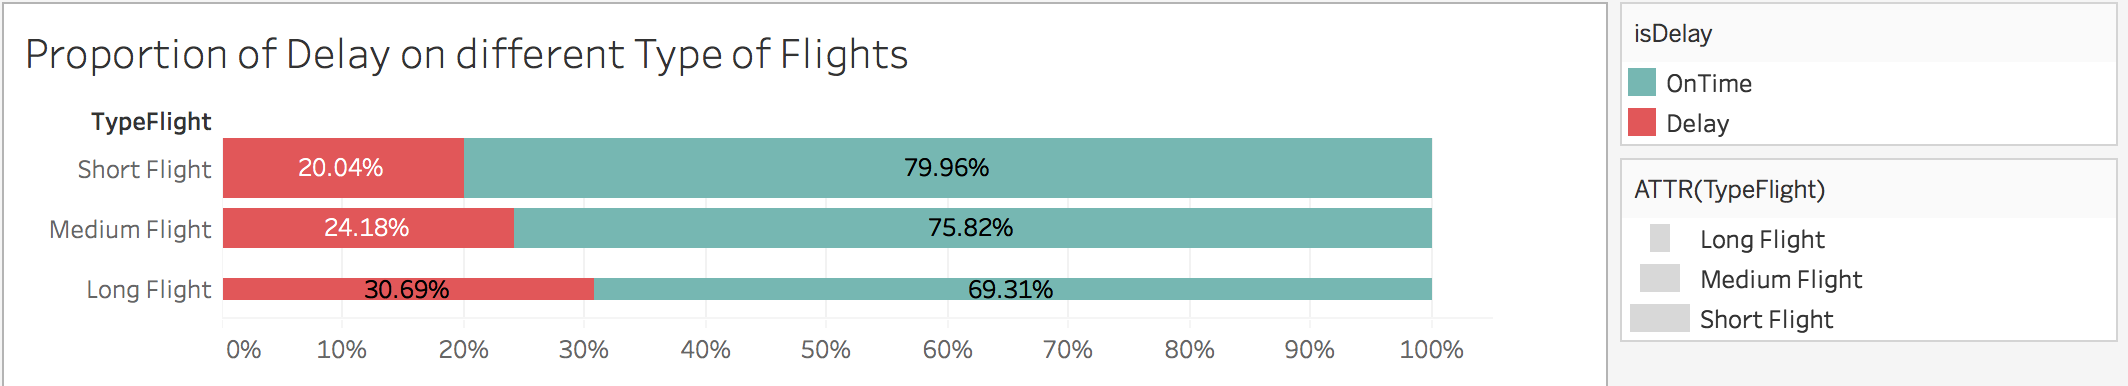 Proportion of Delay on different Type of Flights
TypeFlight
Short Flight 20.04% 79.96%
Medium Flight 24.18% 75.82%
Long Flight 30.69% 69.31%
0% 10% 20% 30% 40% 50% 60% 70% 80% 90% 100%
isDelay
OnTime
Delay
ATTR(TypeFlight)
Long Flight
Medium Flight
Short Flight